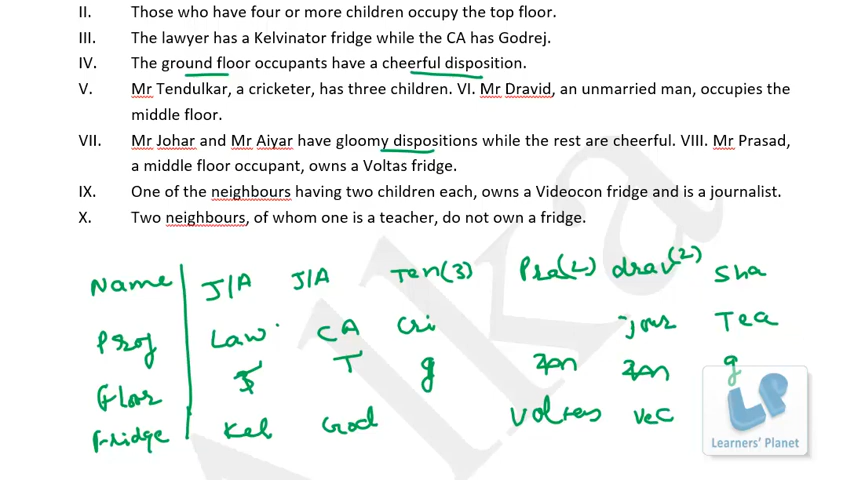 II. Those who have four or more children occupy the top floor.
III. The lawyer has a Kelvinator fridge while the CA has Godrej.
IV. The ground floor occupants have a cheerful disposition.
V. Mr Tendulkar, a cricketer, has three children. VI. Mr Dravid, an unmarried man, occupies the
middle floor.
VII. Mr Johar and Mr Aiyar have gloomy dispositions while the rest are cheerful. VIII. Mr Prasad,
a middle floor occupant, owns a Voltas fridge.
IX. One of the neighbours having two children each, owns a Videocon fridge and is a journalist.
X. Two neighbours, of whom one is a teacher, do not own a fridge.
Name J/A J/A Ten(3) Pra(2) drav(2) Sha
Prof Law CA cri jour Tea
Floor T g g
Fridge Kel God Voltas
Learners' Planet